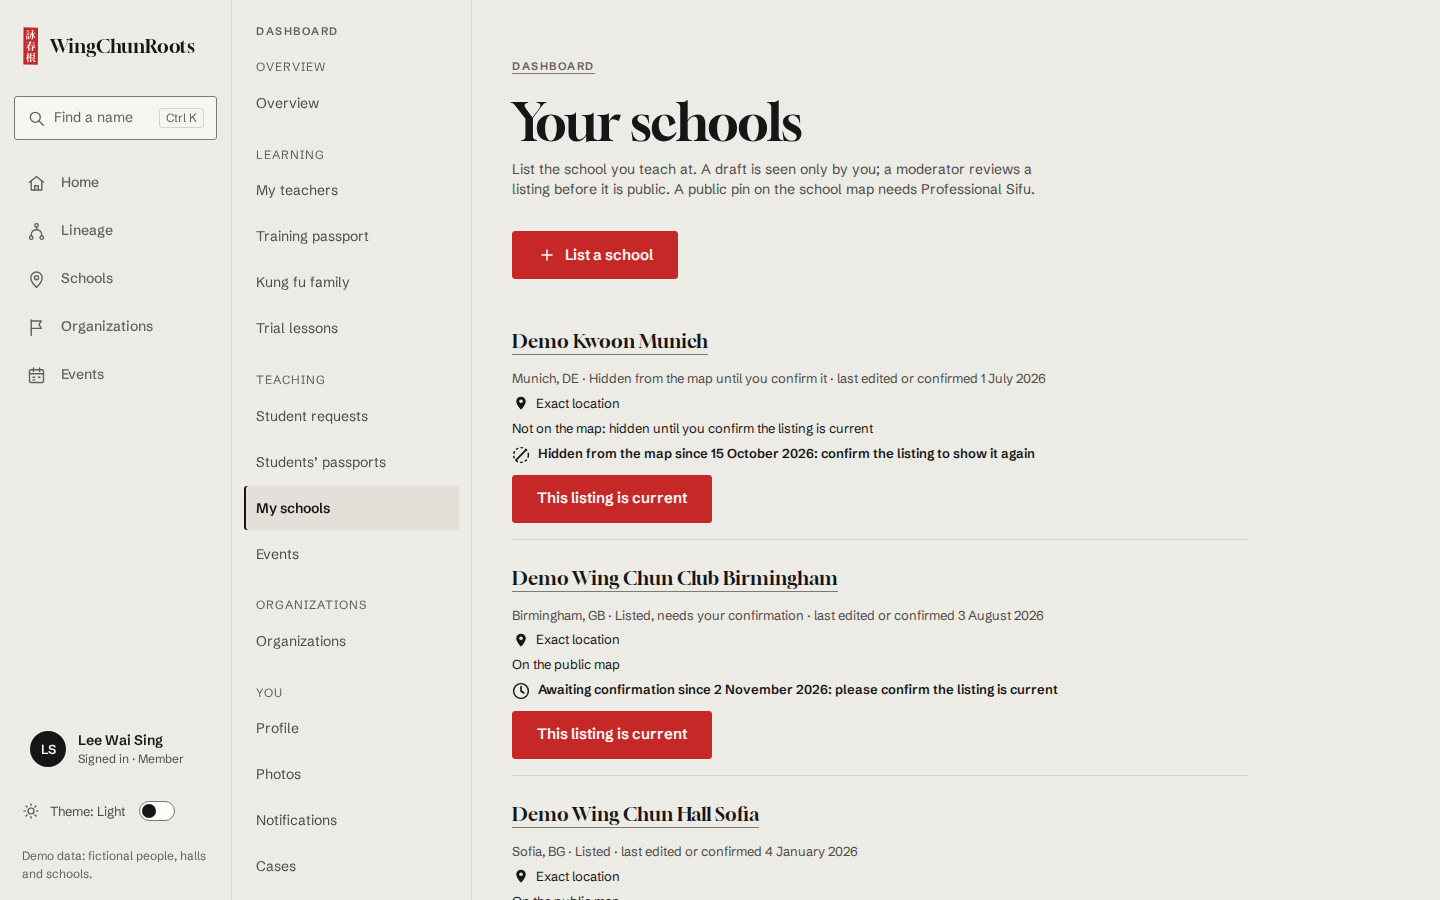 詠春根
WingChunRoots
Find a name
Ctrl K
Home
Lineage
Schools
Organizations
Events
LS
Lee Wai Sing
Signed in · Member
Theme: Light
Demo data: fictional people, halls
and schools.
DASHBOARD
OVERVIEW
Overview
LEARNING
My teachers
Training passport
Kung fu family
Trial lessons
TEACHING
Student requests
Students’ passports
My schools
Events
ORGANIZATIONS
Organizations
YOU
Profile
Photos
Notifications
Cases
DASHBOARD
Your schools
List the school you teach at. A draft is seen only by you; a moderator reviews a
listing before it is public. A public pin on the school map needs Professional Sifu.
List a school
Demo Kwoon Munich
Munich, DE · Hidden from the map until you confirm it · last edited or confirmed 1 July 2026
Exact location
Not on the map: hidden until you confirm the listing is current
Hidden from the map since 15 October 2026: confirm the listing to show it again
This listing is current
Demo Wing Chun Club Birmingham
Birmingham, GB · Listed, needs your confirmation · last edited or confirmed 3 August 2026
Exact location
On the public map
Awaiting confirmation since 2 November 2026: please confirm the listing is current
This listing is current
Demo Wing Chun Hall Sofia
Sofia, BG · Listed · last edited or confirmed 4 January 2026
Exact location
On the public map